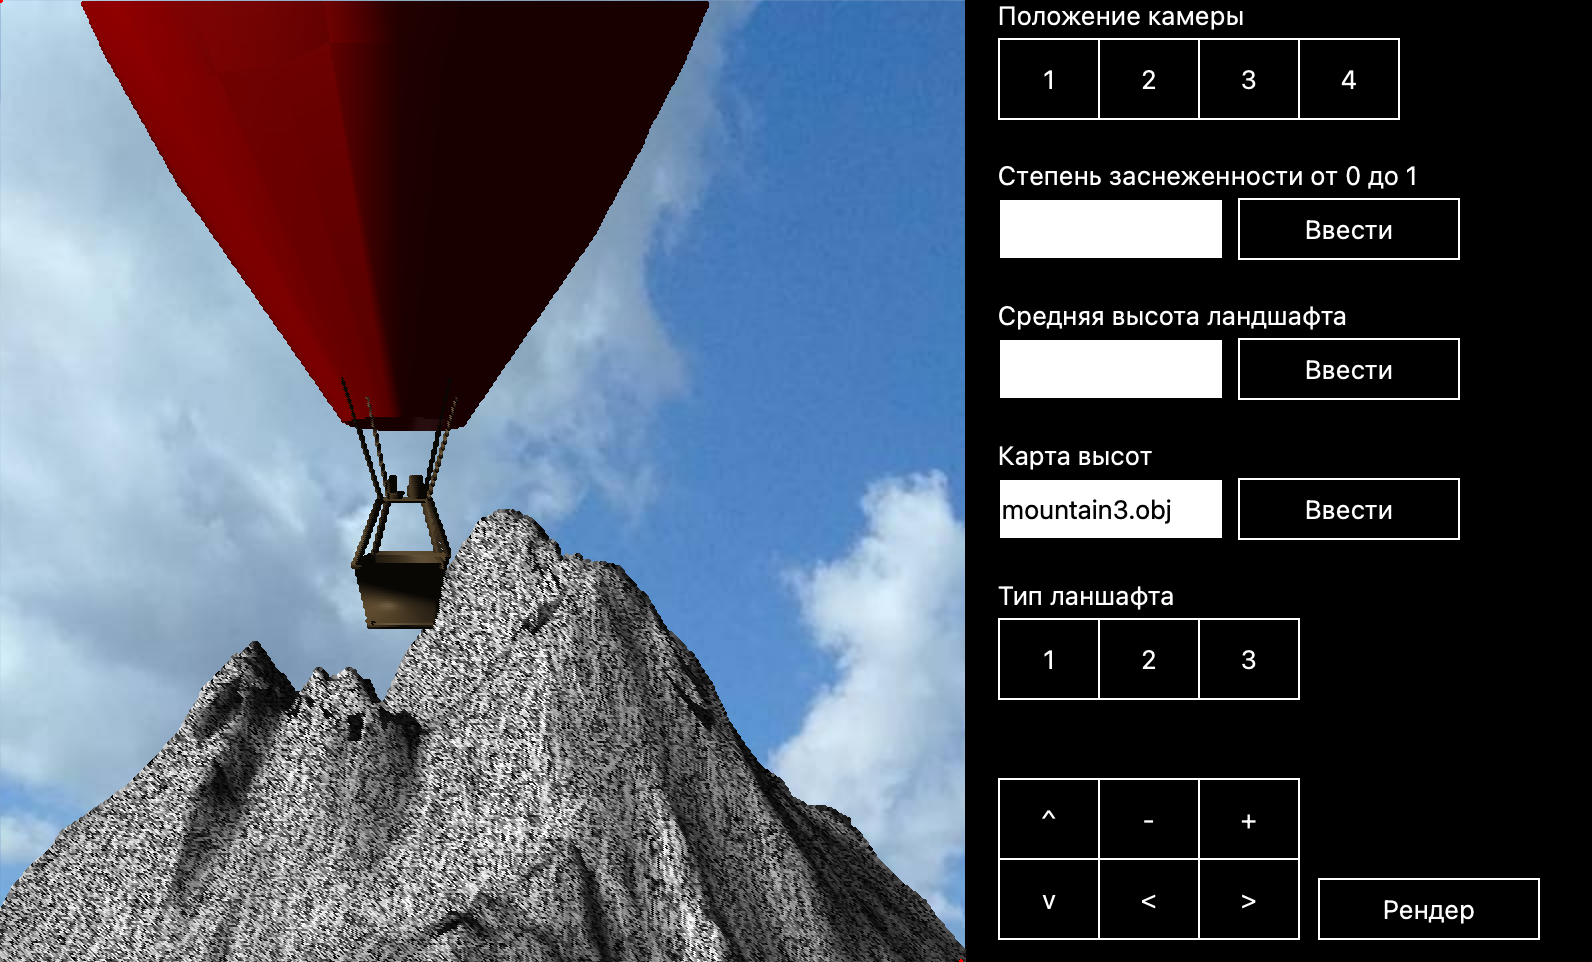 Положение камеры
1 2 3 4
Степень заснеженности от 0 до 1
Ввести
Средняя высота ландшафта
Ввести
Карта высот
mountain3.obj Ввести
Тип ланшафта
1 2 3
^ - +
v < >
Рендер